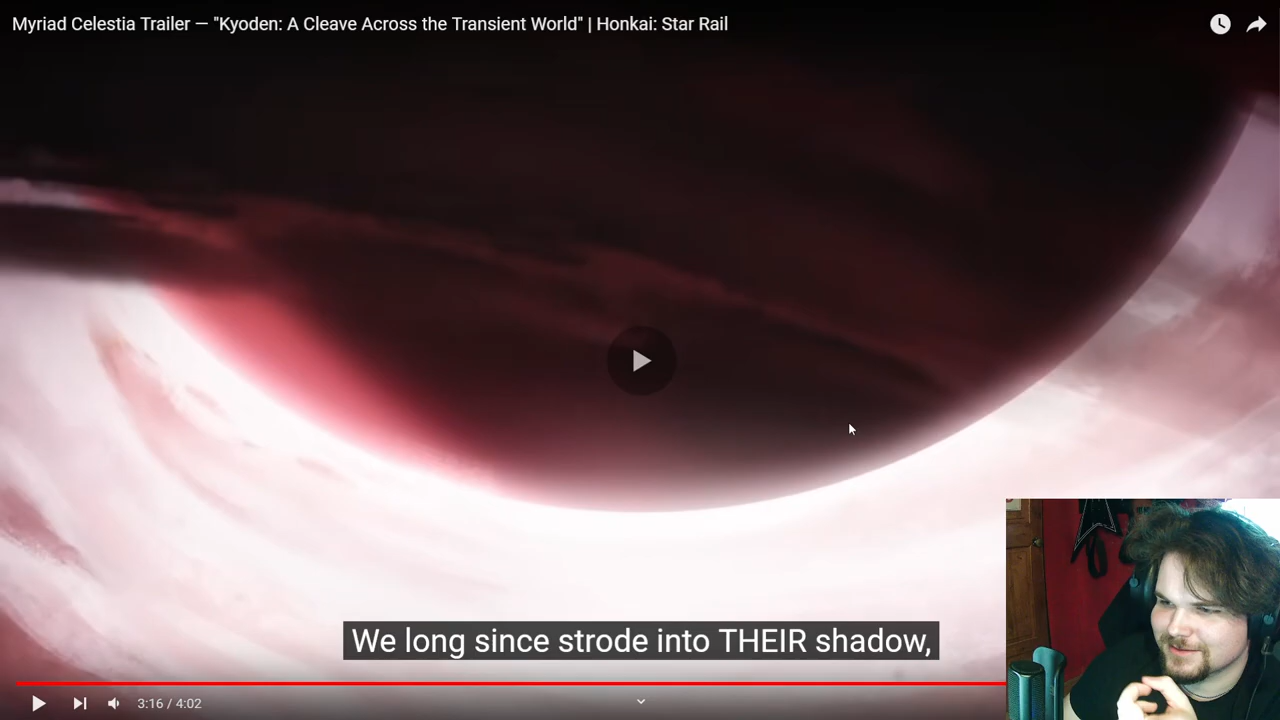 Myriad Celestia Trailer — "Kyoden: A Cleave Across the Transient World" | Honkai: Star Rail
We long since strode into THEIR shadow,
3:16 / 4:02